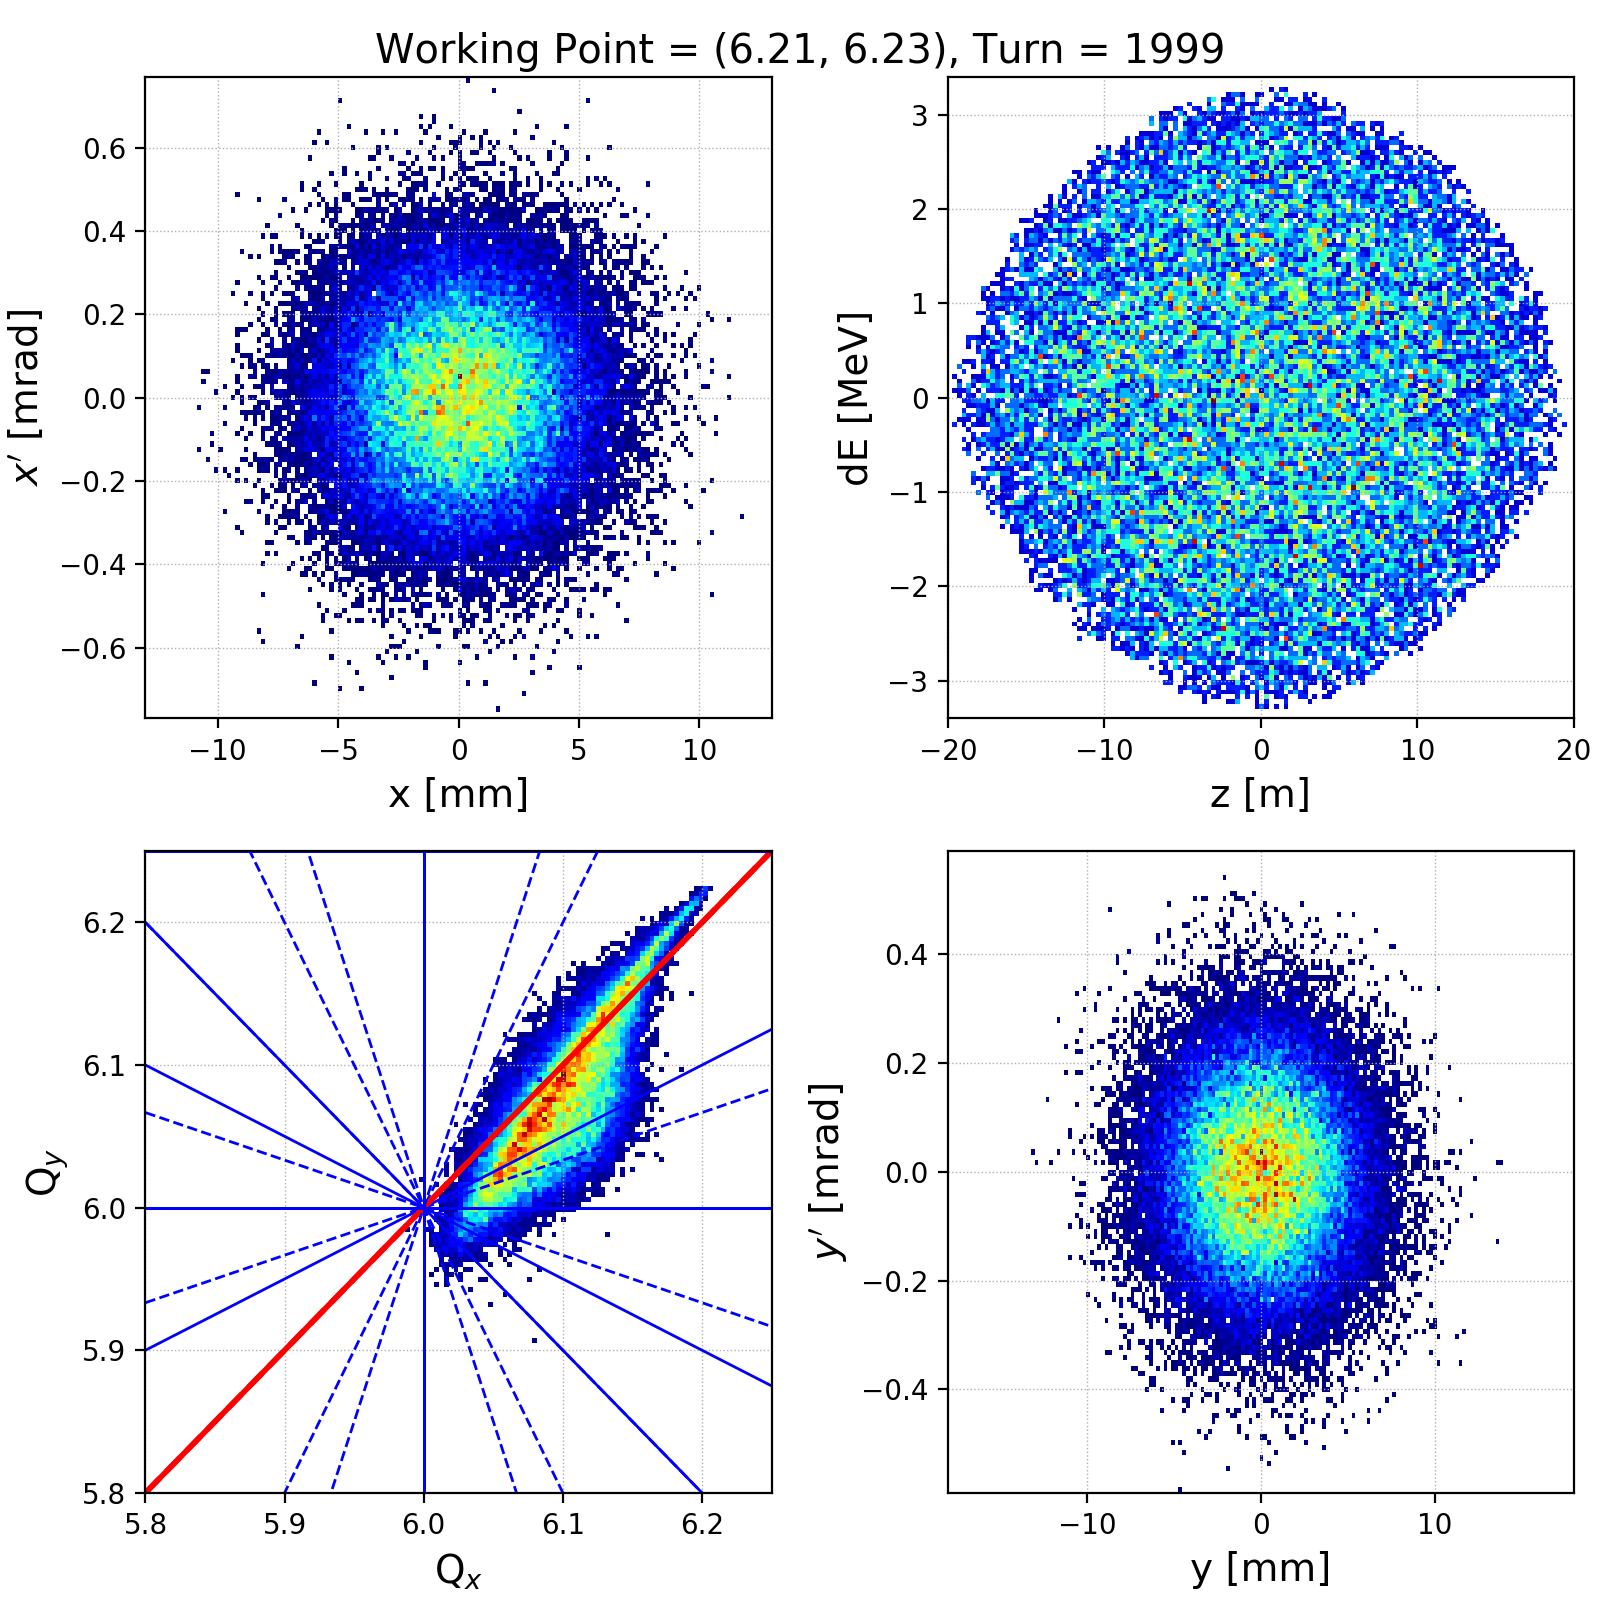 Working Point = (6.21, 6.23), Turn = 1999
0.6
0.4
0.2
0.0
−0.2
−0.4
−0.6
x′ [mrad]
−10 −5 0 5 10
x [mm]
3
2
1
0
−1
−2
−3
dE [MeV]
−20 −10 0 10 20
z [m]
6.2
6.1
6.0
5.9
5.8
Qy
5.8 5.9 6.0 6.1 6.2
Qx
0.4
0.2
0.0
−0.2
−0.4
y′ [mrad]
−10 0 10
y [mm]